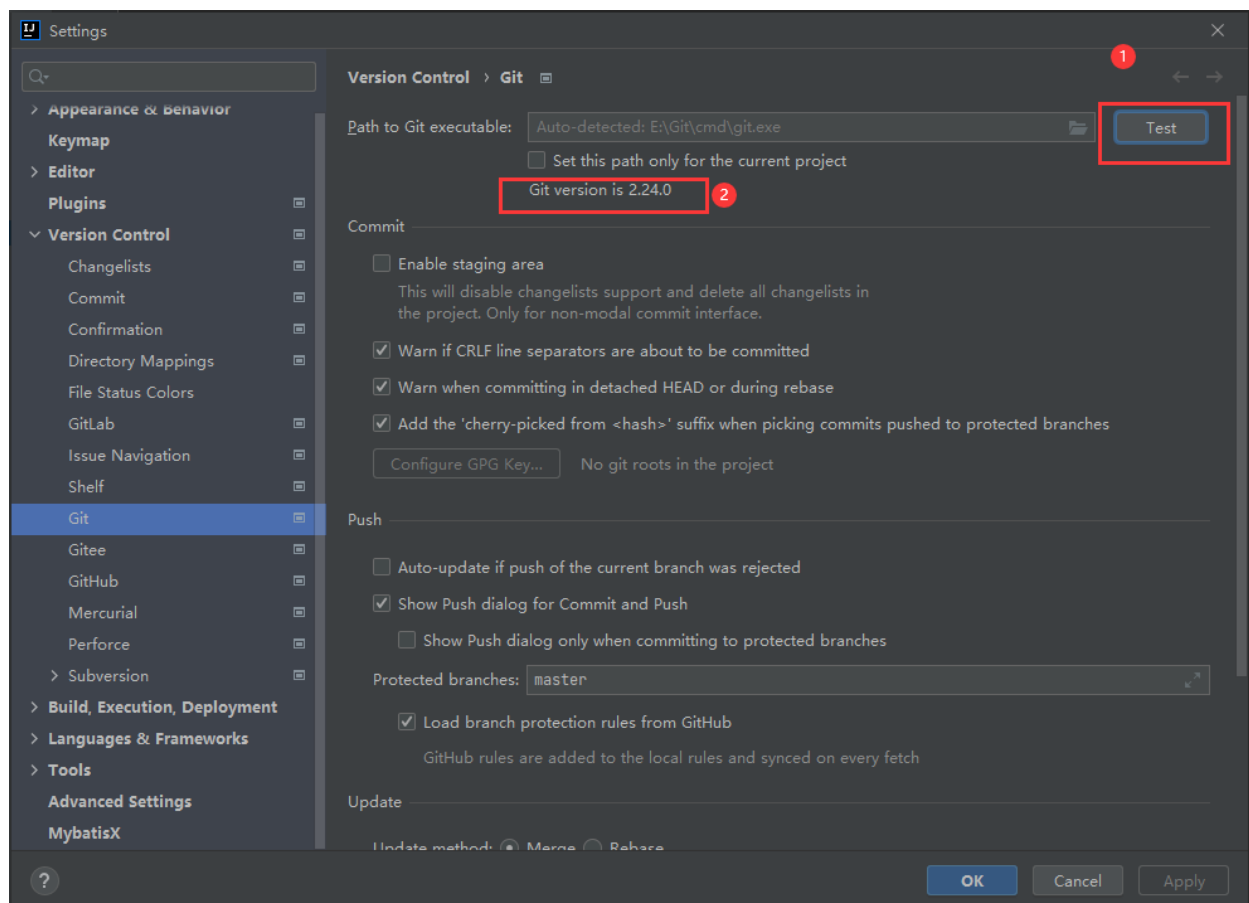 Settings
Version Control › Git
1
Appearance & Behavior
Keymap
Editor
Plugins
Version Control
Changelists
Commit
Confirmation
Directory Mappings
File Status Colors
GitLab
Issue Navigation
Shelf
Git
Gitee
GitHub
Mercurial
Perforce
Subversion
Build, Execution, Deployment
Languages & Frameworks
Tools
Advanced Settings
MybatisX
Path to Git executable: Auto-detected: E:\Git\cmd\git.exe Test
Set this path only for the current project
Git version is 2.24.0 2
Commit
Enable staging area
This will disable changelists support and delete all changelists in
the project. Only for non-modal commit interface.
Warn if CRLF line separators are about to be committed
Warn when committing in detached HEAD or during rebase
Add the 'cherry-picked from <hash>' suffix when picking commits pushed to protected branches
Configure GPG Key... No git roots in the project
Push
Auto-update if push of the current branch was rejected
Show Push dialog for Commit and Push
Show Push dialog only when committing to protected branches
Protected branches: master
Load branch protection rules from GitHub
GitHub rules are added to the local rules and synced on every fetch
Update
Update method: Merge Rebase
? OK Cancel Apply